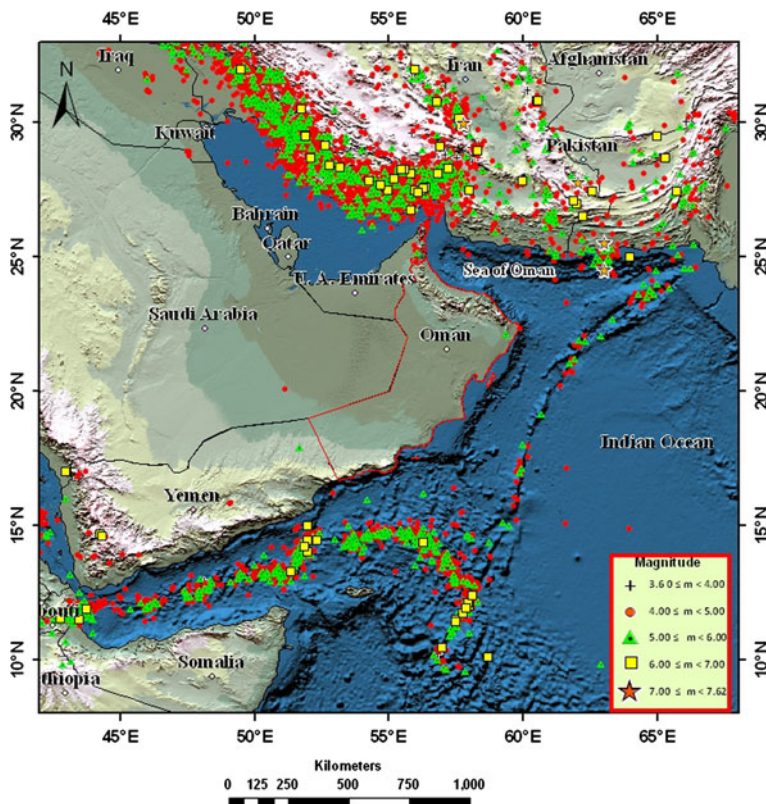 45°E 50°E 55°E 60°E 65°E
N
Iraq
Iran
Afghanistan
30°N
30°N
Kuwait
Pakistan
Bahrain
Qatar
25°N
25°N
Sea of Oman
U. A. Emirates
Saudi Arabia
Oman
20°N
20°N
Indian Ocean
Yemen
15°N
15°N
Magnitude
3.60 ≤ m < 4.00
4.00 ≤ m < 5.00
5.00 ≤ m < 6.00
6.00 ≤ m < 7.00
7.00 ≤ m < 7.62
bouti
10°N
10°N
Somalia
thiopia
45°E 50°E 55°E 60°E 65°E
Kilometers
0 125 250 500 750 1,000